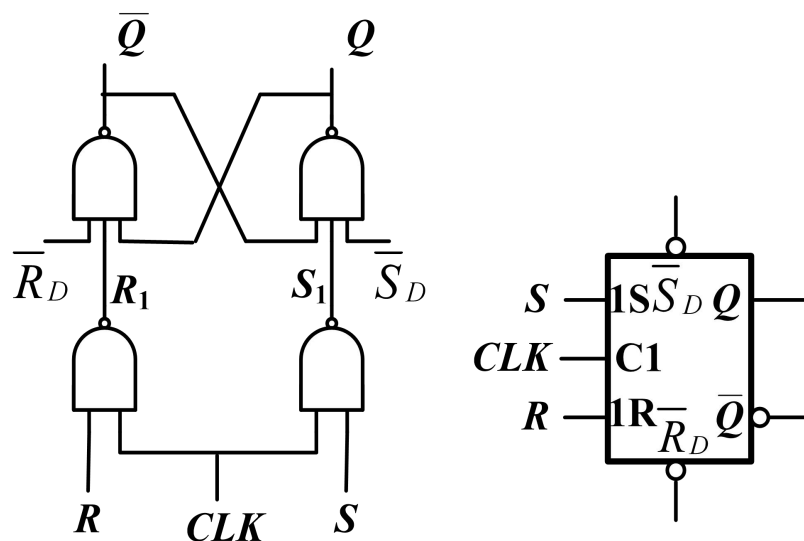 Q̅ Q
R̅D S̅D
R₁ S₁
R CLK S
S 1S S̅D Q
CLK C1
R 1R R̅D Q̅